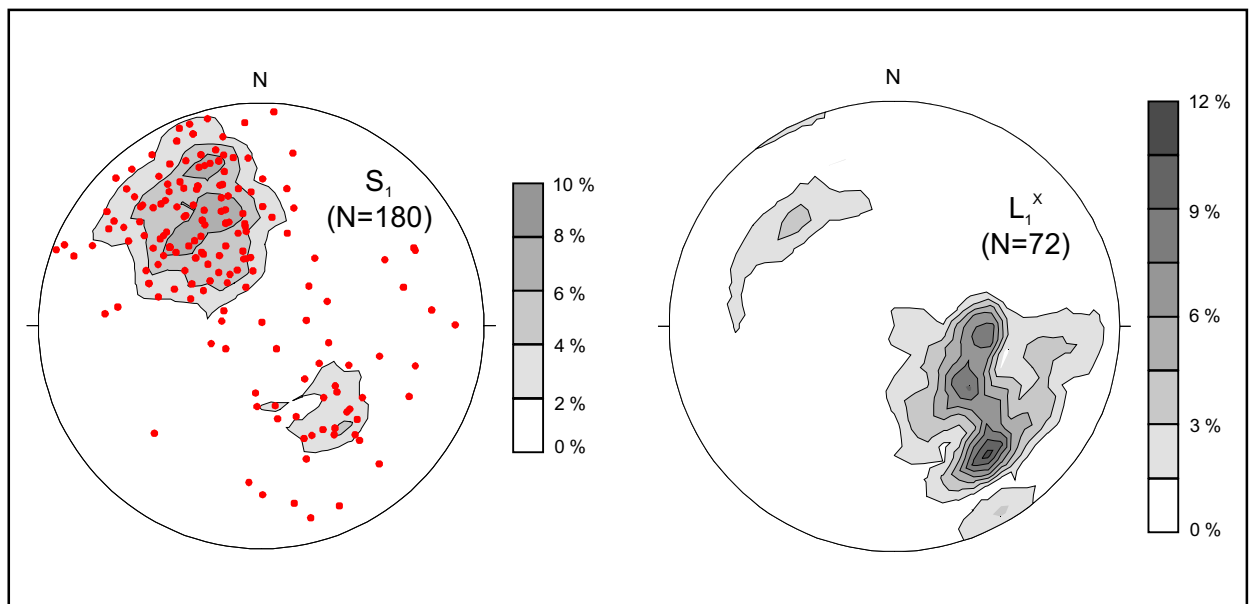 N
S₁
(N=180)
10 %
8 %
6 %
4 %
2 %
0 %
N
L₁ˣ
(N=72)
12 %
9 %
6 %
3 %
0 %